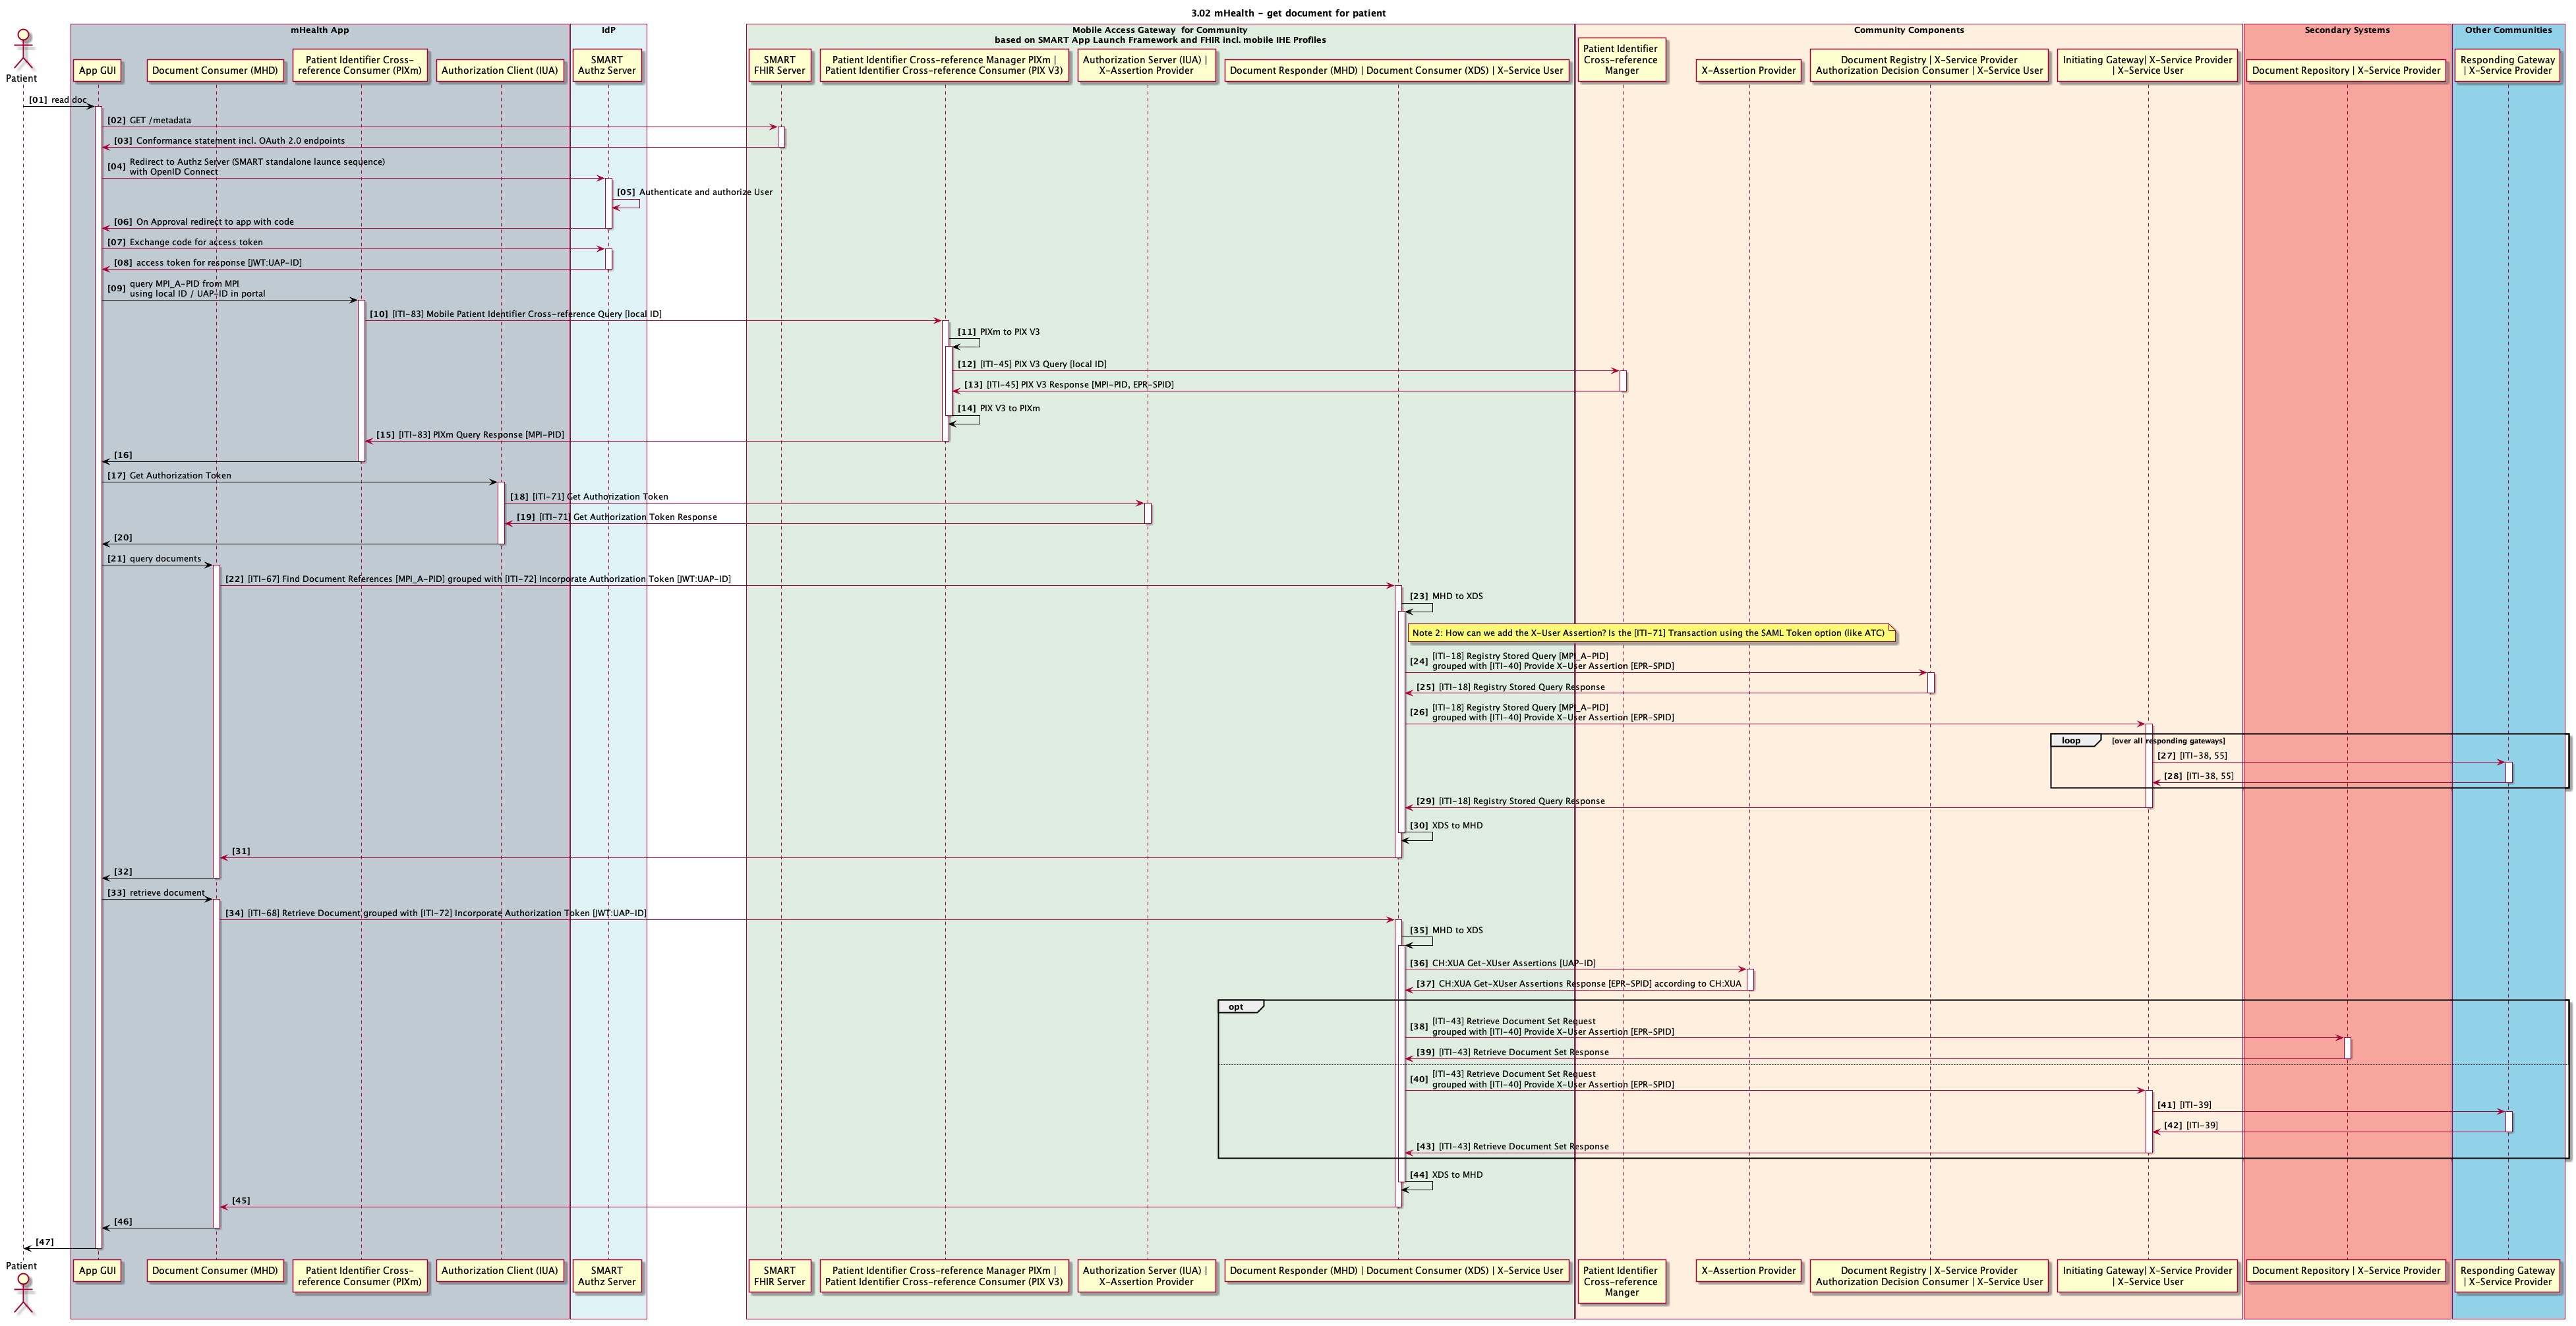 3.02 mHealth - get document for patient
mHealth App
IdP
Mobile Access Gateway for Community
based on SMART App Launch Framework and FHIR incl. mobile IHE Profiles
Community Components
Secondary Systems
Other Communities
Patient
App GUI
Document Consumer (MHD)
Patient Identifier Cross-
reference Consumer (PIXm)
Authorization Client (IUA)
SMART
Authz Server
SMART
FHIR Server
Patient Identifier Cross-reference Manager PIXm |
Patient Identifier Cross-reference Consumer (PIX V3)
Authorization Server (IUA) |
X-Assertion Provider
Document Responder (MHD) | Document Consumer (XDS) | X-Service User
Patient Identifier
Cross-reference
Manger
X-Assertion Provider
Document Registry | X-Service Provider
Authorization Decision Consumer | X-Service User
Initiating Gateway| X-Service Provider
| X-Service User
Document Repository | X-Service Provider
Responding Gateway
| X-Service Provider
[01] read doc
[02] GET /metadata
[03] Conformance statement incl. OAuth 2.0 endpoints
[04] Redirect to Authz Server (SMART standalone launce sequence)
with OpenID Connect
[05] Authenticate and authorize User
[06] On Approval redirect to app with code
[07] Exchange code for access token
[08] access token for response [JWT:UAP-ID]
[09] query MPI_A-PID from MPI
using local ID / UAP-ID in portal
[10] [ITI-83] Mobile Patient Identifier Cross-reference Query [local ID]
[11] PIXm to PIX V3
[12] [ITI-45] PIX V3 Query [local ID]
[13] [ITI-45] PIX V3 Response [MPI-PID, EPR-SPID]
[14] PIX V3 to PIXm
[15] [ITI-83] PIXm Query Response [MPI-PID]
[16]
[17] Get Authorization Token
[18] [ITI-71] Get Authorization Token
[19] [ITI-71] Get Authorization Token Response
[20]
[21] query documents
[22] [ITI-67] Find Document References [MPI_A-PID] grouped with [ITI-72] Incorporate Authorization Token [JWT:UAP-ID]
[23] MHD to XDS
Note 2: How can we add the X-User Assertion? Is the [ITI-71] Transaction using the SAML Token option (like ATC)
[24] [ITI-18] Registry Stored Query [MPI_A-PID]
grouped with [ITI-40] Provide X-User Assertion [EPR-SPID]
[25] [ITI-18] Registry Stored Query Response
[26] [ITI-18] Registry Stored Query [MPI_A-PID]
grouped with [ITI-40] Provide X-User Assertion [EPR-SPID]
loop [over all responding gateways]
[27] [ITI-38, 55]
[28] [ITI-38, 55]
[29] [ITI-18] Registry Stored Query Response
[30] XDS to MHD
[31]
[32]
[33] retrieve document
[34] [ITI-68] Retrieve Document grouped with [ITI-72] Incorporate Authorization Token [JWT:UAP-ID]
[35] MHD to XDS
[36] CH:XUA Get-XUser Assertions [UAP-ID]
[37] CH:XUA Get-XUser Assertions Response [EPR-SPID] according to CH:XUA
opt
[38] [ITI-43] Retrieve Document Set Request
grouped with [ITI-40] Provide X-User Assertion [EPR-SPID]
[39] [ITI-43] Retrieve Document Set Response
[40] [ITI-43] Retrieve Document Set Request
grouped with [ITI-40] Provide X-User Assertion [EPR-SPID]
[41] [ITI-39]
[42] [ITI-39]
[43] [ITI-43] Retrieve Document Set Response
[44] XDS to MHD
[45]
[46]
[47]
Patient
App GUI
Document Consumer (MHD)
Patient Identifier Cross-
reference Consumer (PIXm)
Authorization Client (IUA)
SMART
Authz Server
SMART
FHIR Server
Patient Identifier Cross-reference Manager PIXm |
Patient Identifier Cross-reference Consumer (PIX V3)
Authorization Server (IUA) |
X-Assertion Provider
Document Responder (MHD) | Document Consumer (XDS) | X-Service User
Patient Identifier
Cross-reference
Manger
X-Assertion Provider
Document Registry | X-Service Provider
Authorization Decision Consumer | X-Service User
Initiating Gateway| X-Service Provider
| X-Service User
Document Repository | X-Service Provider
Responding Gateway
| X-Service Provider